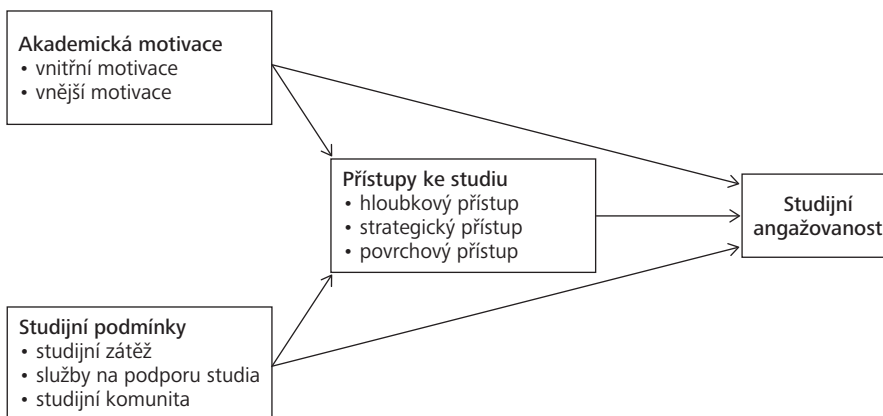 Akademická motivace
• vnitřní motivace
• vnější motivace
Přístupy ke studiu
• hloubkový přístup
• strategický přístup
• povrchový přístup
Studijní
angažovanost
Studijní podmínky
• studijní zátěž
• služby na podporu studia
• studijní komunita